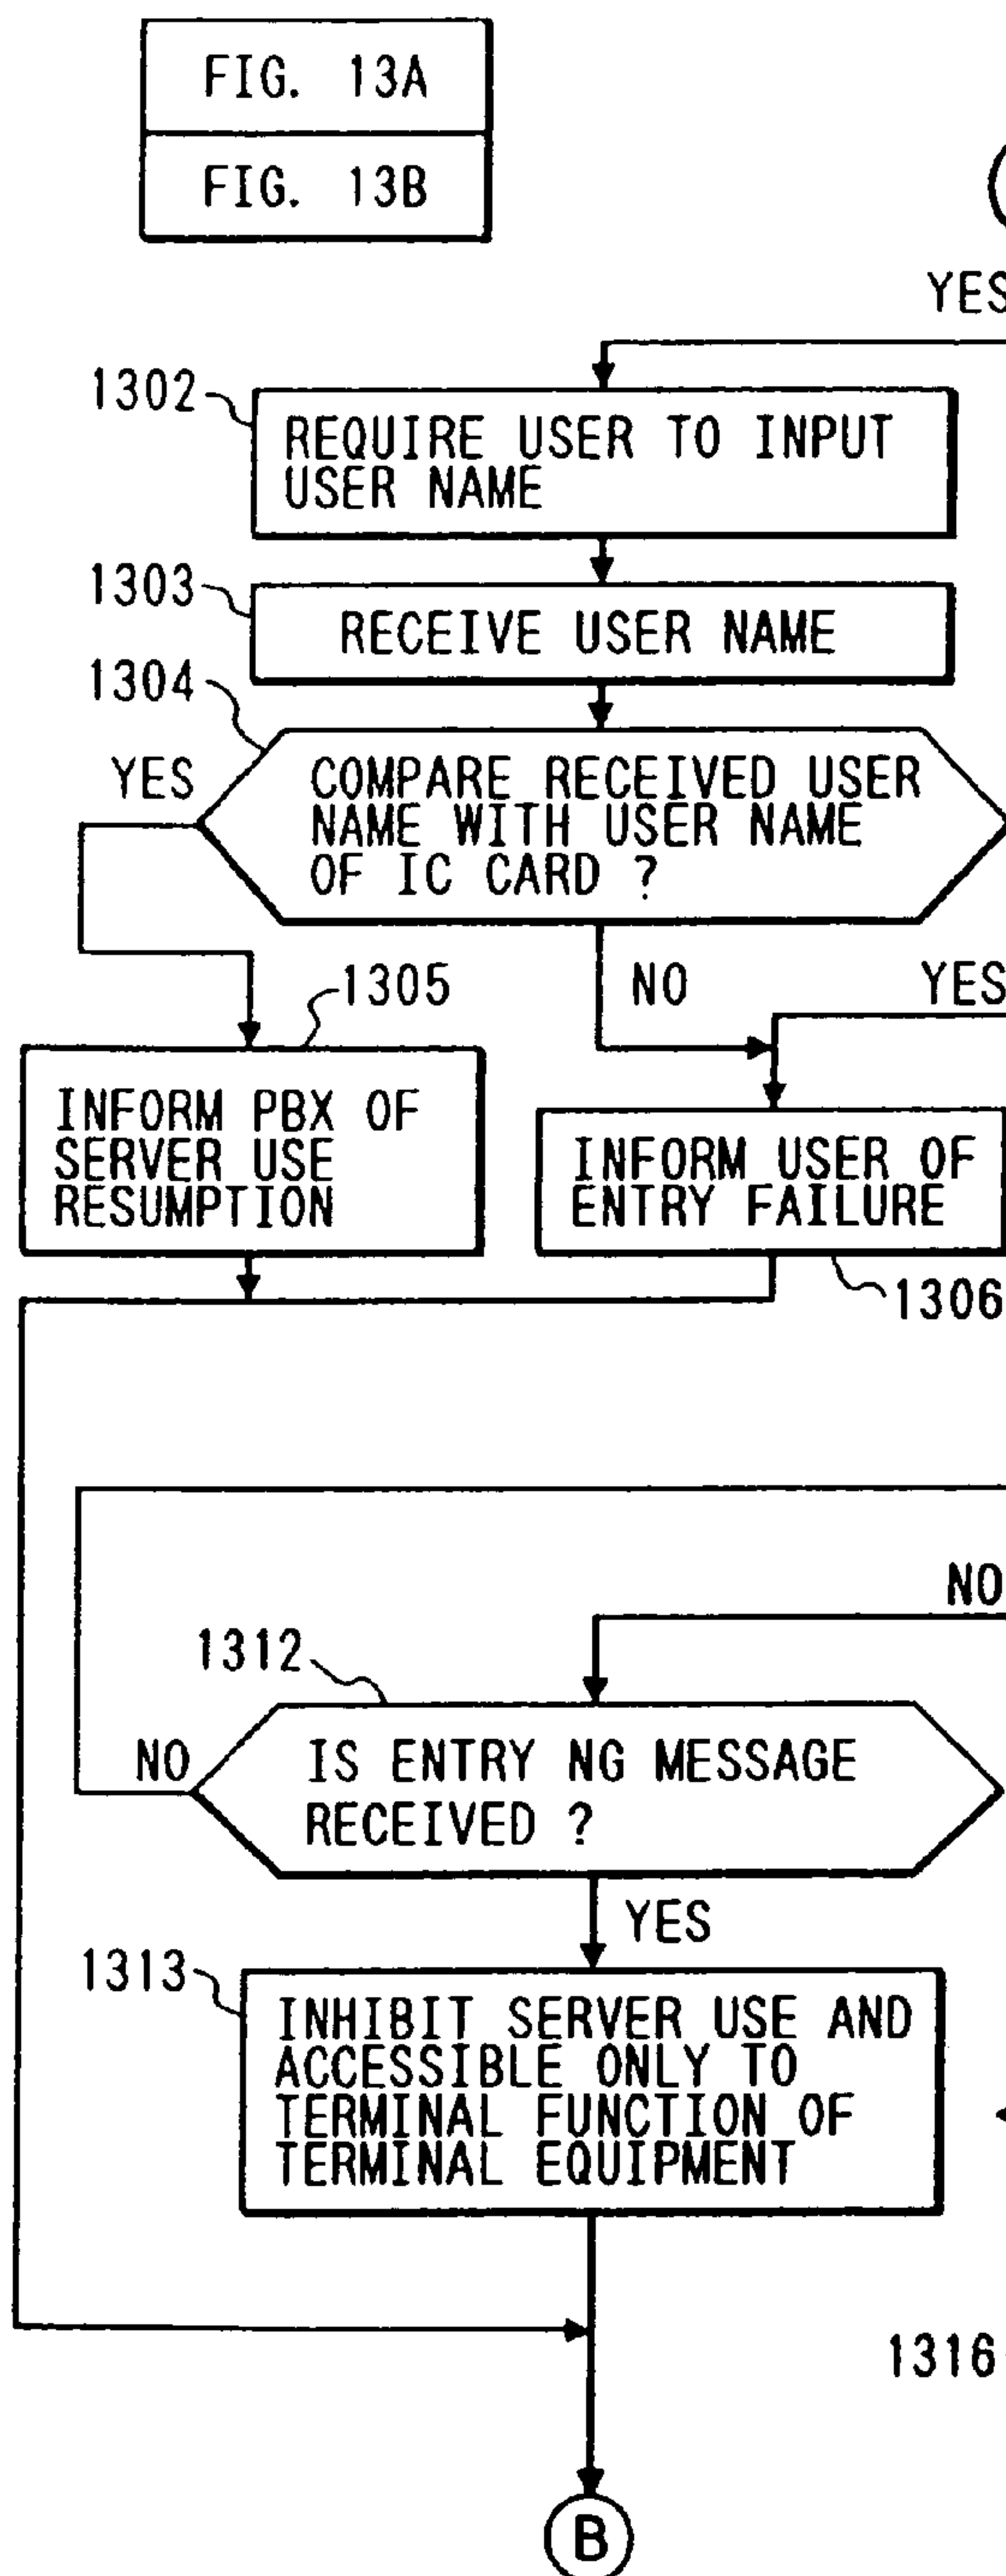 FIG. 13A
FIG. 13B
YES
1302
REQUIRE USER TO INPUT
USER NAME
1303
RECEIVE USER NAME
1304
YES
COMPARE RECEIVED USER
NAME WITH USER NAME
OF IC CARD ?
1305
NO
YES
INFORM PBX OF
SERVER USE
RESUMPTION
INFORM USER OF
ENTRY FAILURE
1306
NO
1312
NO
IS ENTRY NG MESSAGE
RECEIVED ?
YES
1313
INHIBIT SERVER USE AND
ACCESSIBLE ONLY TO
TERMINAL FUNCTION OF
TERMINAL EQUIPMENT
1316
B